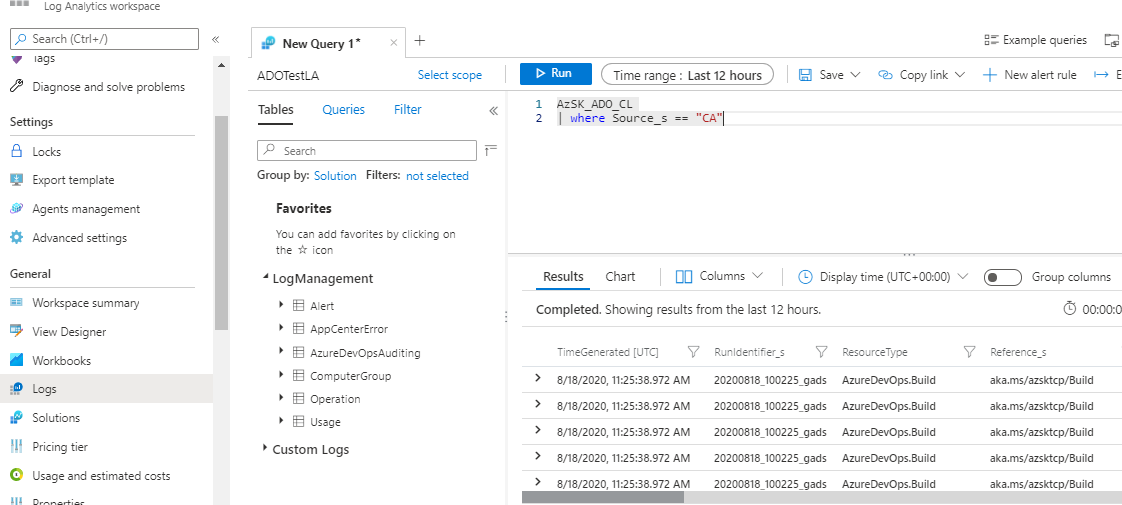 Log Analytics workspace
Search (Ctrl+/)
«
Tags
Diagnose and solve problems
Settings
Locks
Export template
Agents management
Advanced settings
General
Workspace summary
View Designer
Workbooks
Logs
Solutions
Pricing tier
Usage and estimated costs
Properties
New Query 1*
×
+
Example queries
ADOTestLA
Select scope
Run
Time range : Last 12 hours
Save
Copy link
New alert rule
E
Tables
Queries
Filter
«
Search
Group by: Solution Filters: not selected
Favorites
You can add favorites by clicking on
the ☆ icon
LogManagement
Alert
AppCenterError
AzureDevOpsAuditing
ComputerGroup
Operation
Usage
Custom Logs
1 AzSK_ADO_CL
2 | where Source_s == "CA"
Results
Chart
Columns
Display time (UTC+00:00)
Group columns
Completed. Showing results from the last 12 hours.
00:00:0
TimeGenerated [UTC] RunIdentifier_s ResourceType Reference_s
8/18/2020, 11:25:38.972 AM 20200818_100225_gads AzureDevOps.Build aka.ms/azsktcp/Build
8/18/2020, 11:25:38.972 AM 20200818_100225_gads AzureDevOps.Build aka.ms/azsktcp/Build
8/18/2020, 11:25:38.972 AM 20200818_100225_gads AzureDevOps.Build aka.ms/azsktcp/Build
8/18/2020, 11:25:38.972 AM 20200818_100225_gads AzureDevOps.Build aka.ms/azsktcp/Build
8/18/2020, 11:25:38.972 AM 20200818_100225_gads AzureDevOps.Build aka.ms/azsktcp/Build